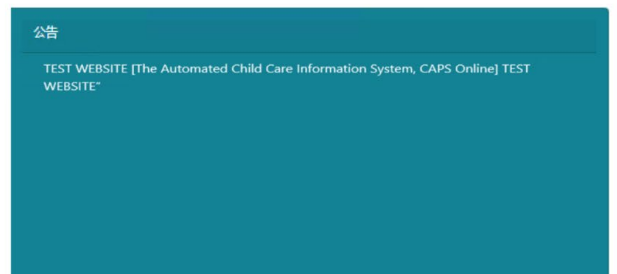 公告
TEST WEBSITE [The Automated Child Care Information System, CAPS Online] TEST
WEBSITE"